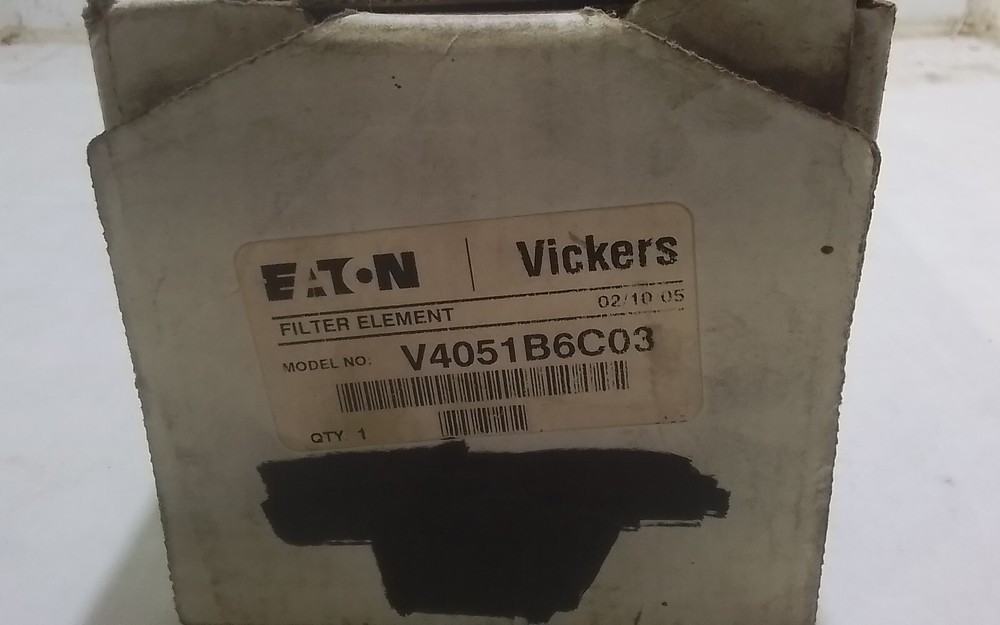 EATON | Vickers
02/10/05
FILTER ELEMENT
MODEL NO: V4051B6C03
QTY 1